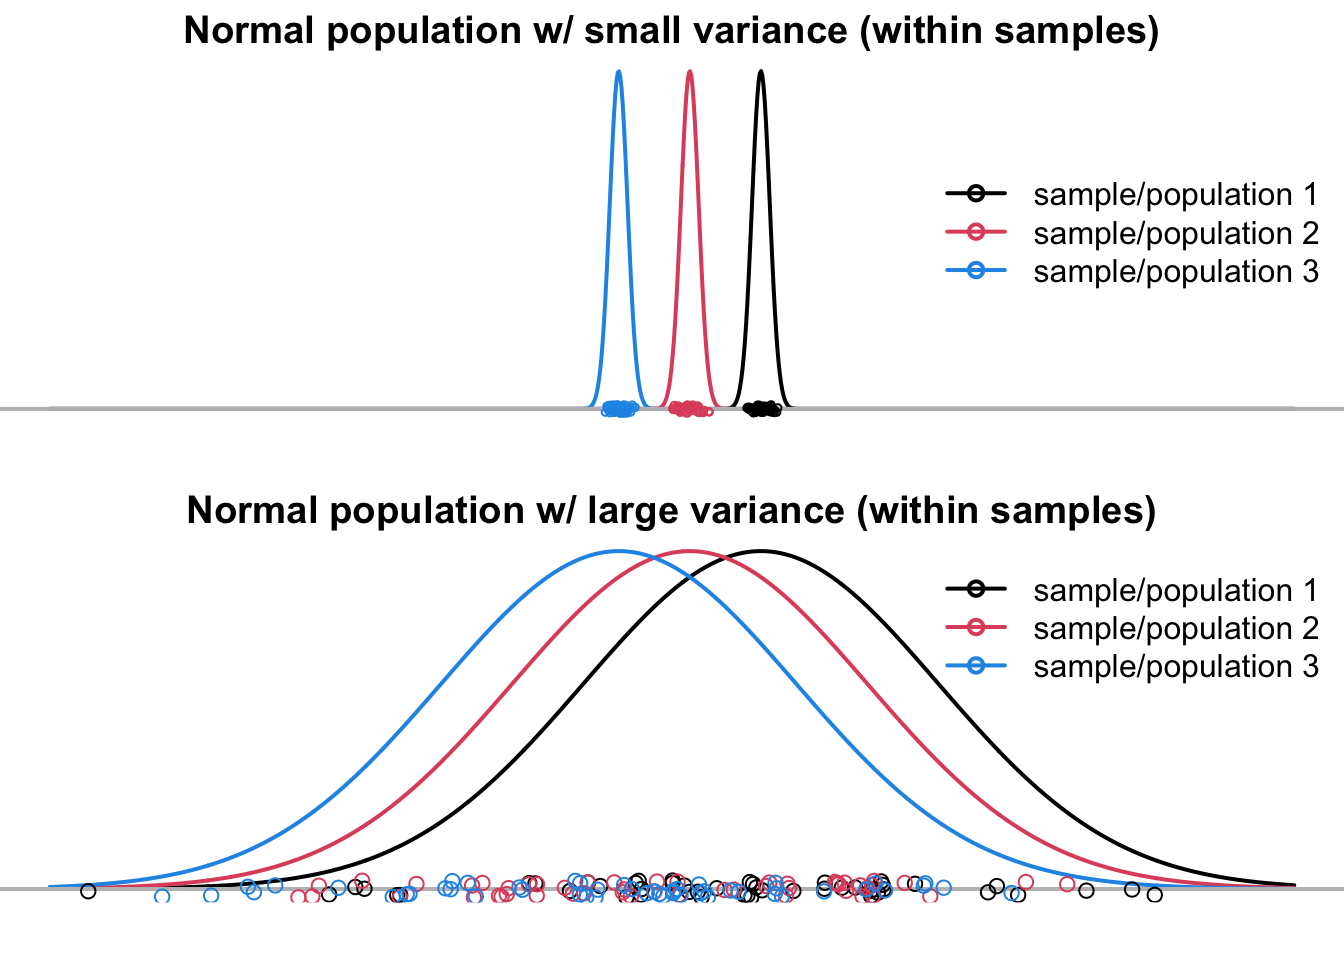 Normal population w/ small variance (within samples)
sample/population 1
sample/population 2
sample/population 3
Normal population w/ large variance (within samples)
sample/population 1
sample/population 2
sample/population 3